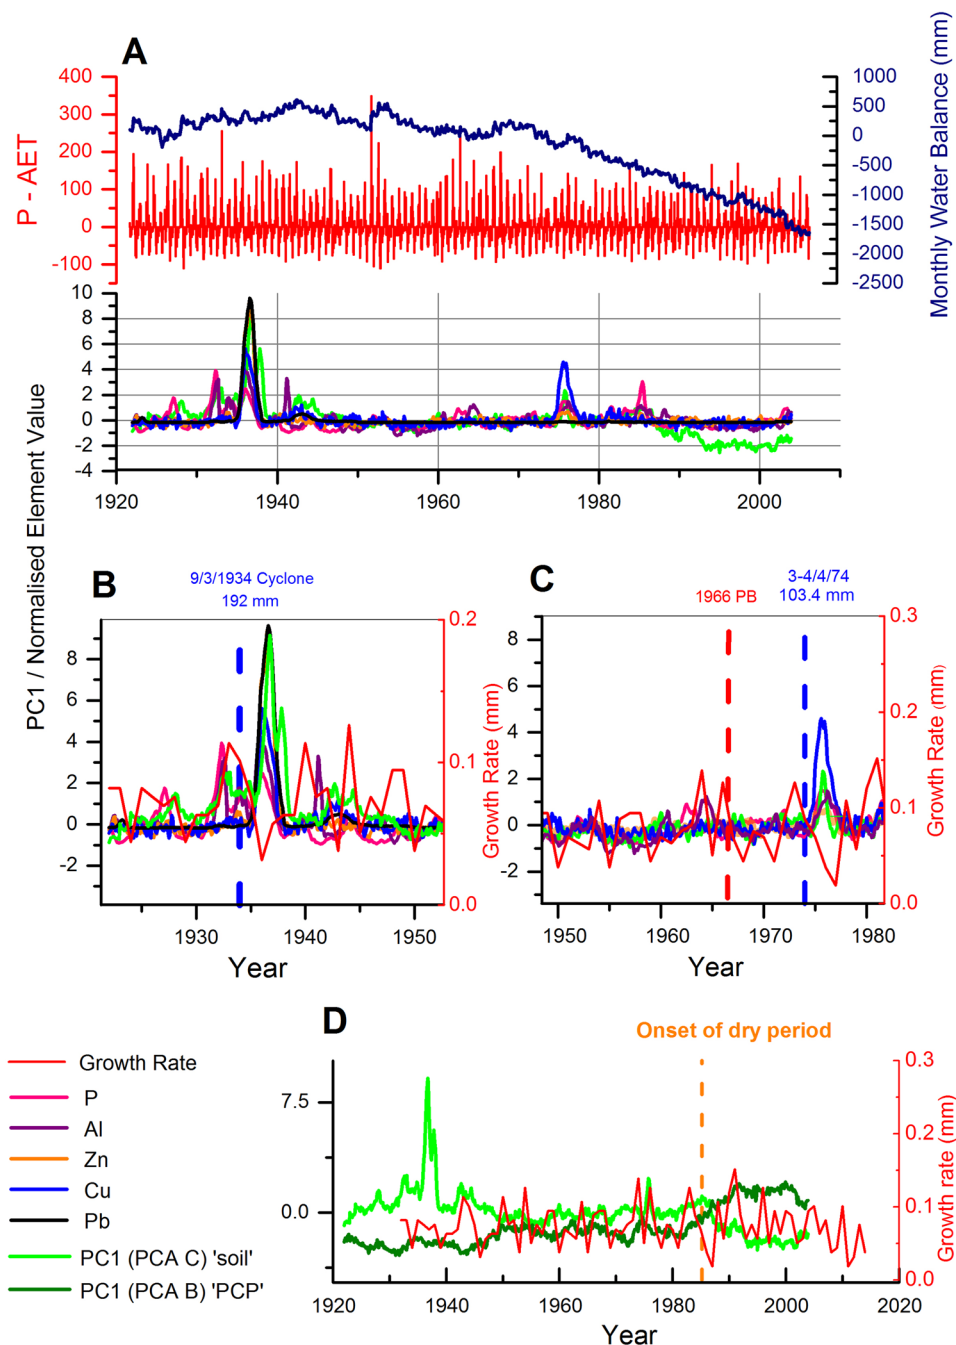 A
400
300
200
100
0
-100
P - AET
1000
500
0
-500
-1000
-1500
-2000
-2500
Monthly Water Balance (mm)
10
8
6
4
2
0
-2
-4
1920
1940
1960
1980
2000
PC1 / Normalised Element Value
B
9/3/1934 Cyclone
192 mm
8
6
4
2
0
-2
0.2
0.1
0.0
Growth Rate (mm)
1930
1940
1950
Year
C
1966 PB
3-4/4/74
103.4 mm
8
6
4
2
0
-2
0.3
0.2
0.1
0.0
Growth Rate (mm)
1950
1960
1970
1980
Year
D
Onset of dry period
7.5
0.0
0.3
0.2
0.1
0.0
Growth rate (mm)
1920
1940
1960
1980
2000
2020
Year
Growth Rate
P
Al
Zn
Cu
Pb
PC1 (PCA C) 'soil'
PC1 (PCA B) 'PCP'